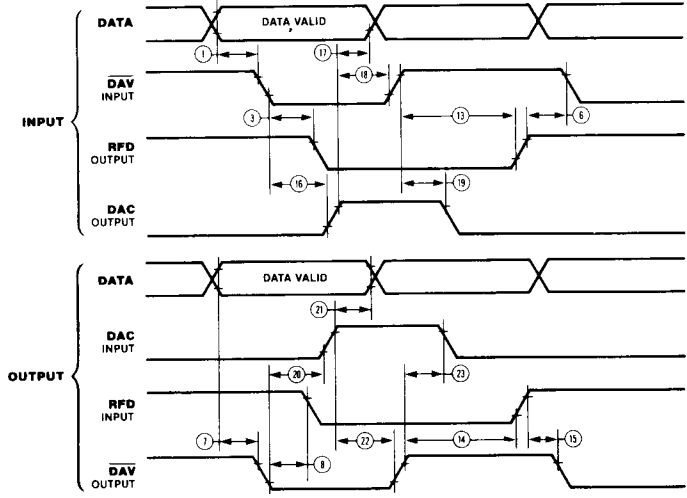 DATA
DATA VALID
1
17
18
DAV
INPUT
INPUT
3
13
6
RFD
OUTPUT
16
19
DAC
OUTPUT
DATA
DATA VALID
21
DAC
INPUT
OUTPUT
20
23
RFD
INPUT
7
22
14
15
8
DAV
OUTPUT